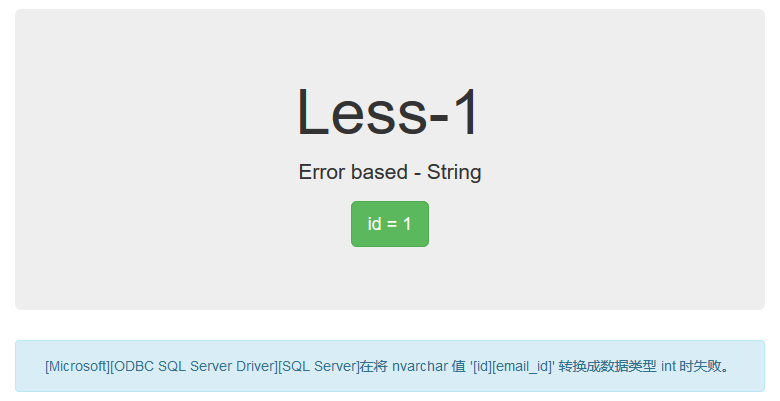 Less-1
Error based - String
id = 1
[Microsoft][ODBC SQL Server Driver][SQL Server]在将 nvarchar 值 '[id][email_id]' 转换成数据类型 int 时失败。